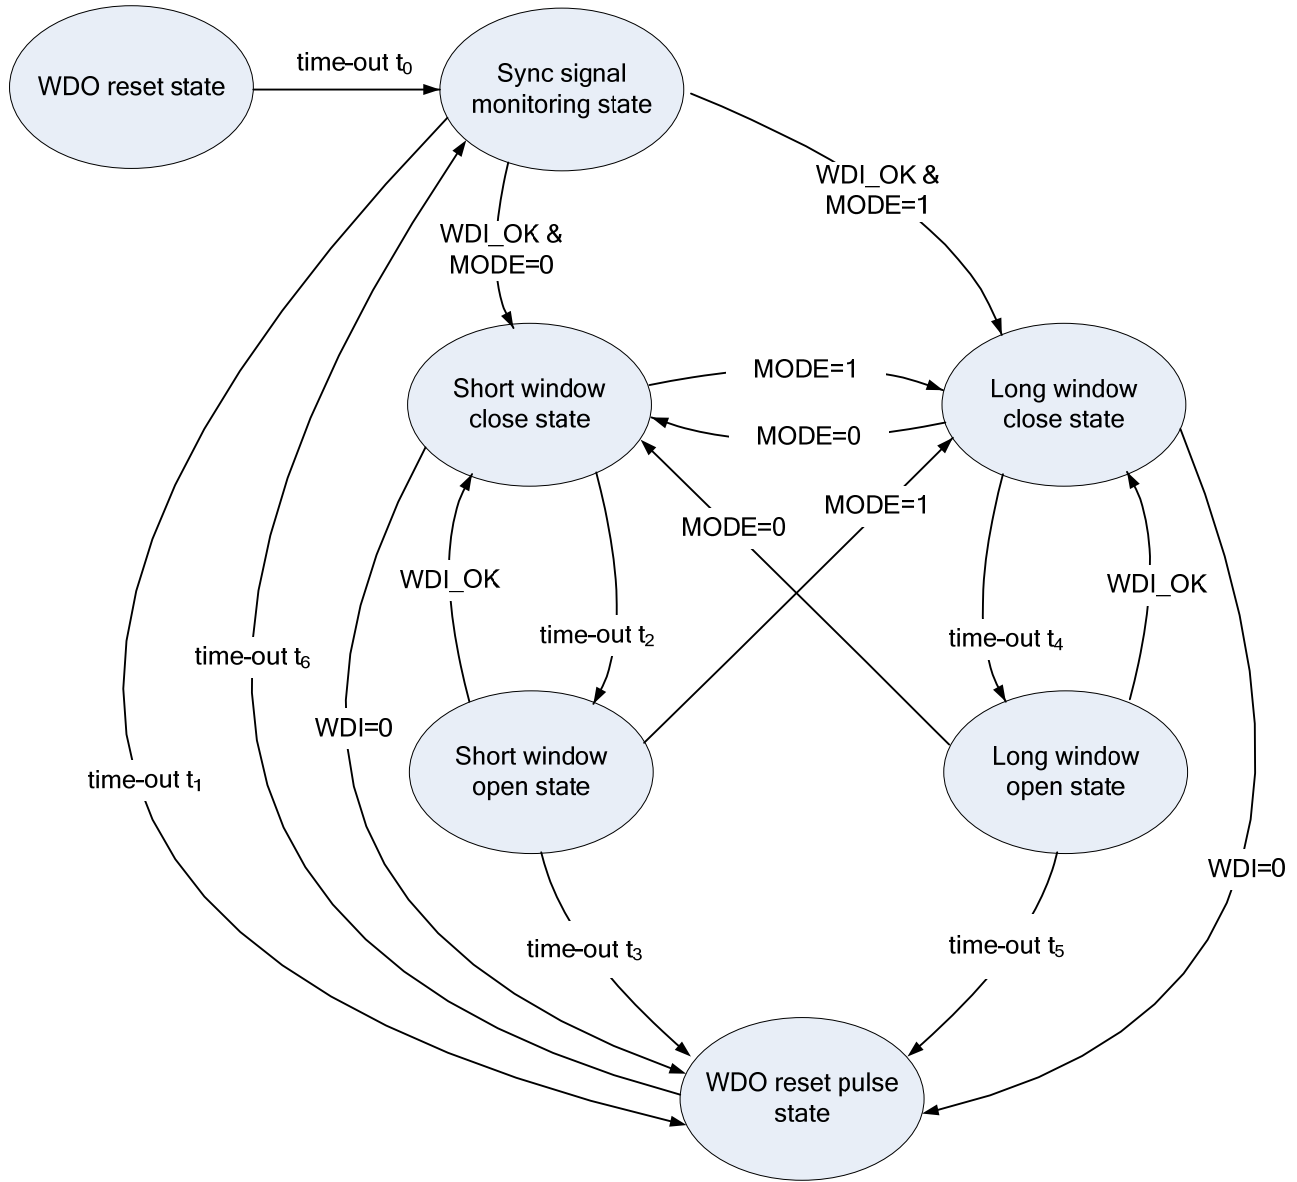 WDO reset state
time-out t0
Sync signal
monitoring state
WDI_OK &
MODE=1
WDI_OK &
MODE=0
Short window
close state
MODE=1
MODE=0
Long window
close state
MODE=1
MODE=0
WDI_OK
WDI_OK
time-out t2
time-out t4
time-out t6
WDI=0
Short window
open state
Long window
open state
time-out t1
WDI=0
time-out t3
time-out t5
WDO reset pulse
state